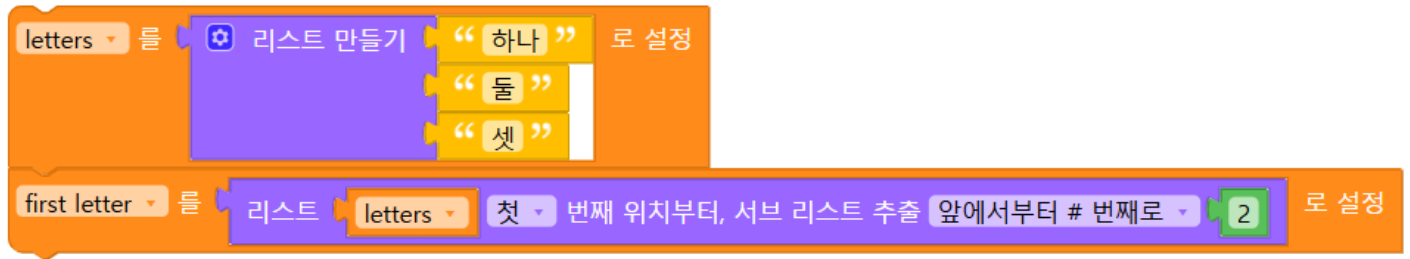 letters 를 리스트 만들기 “ 하나 ” 로 설정
“ 둘 ”
“ 셋 ”
first letter 를 리스트 letters 첫 번째 위치부터, 서브 리스트 추출 앞에서부터 # 번째로 2 로 설정